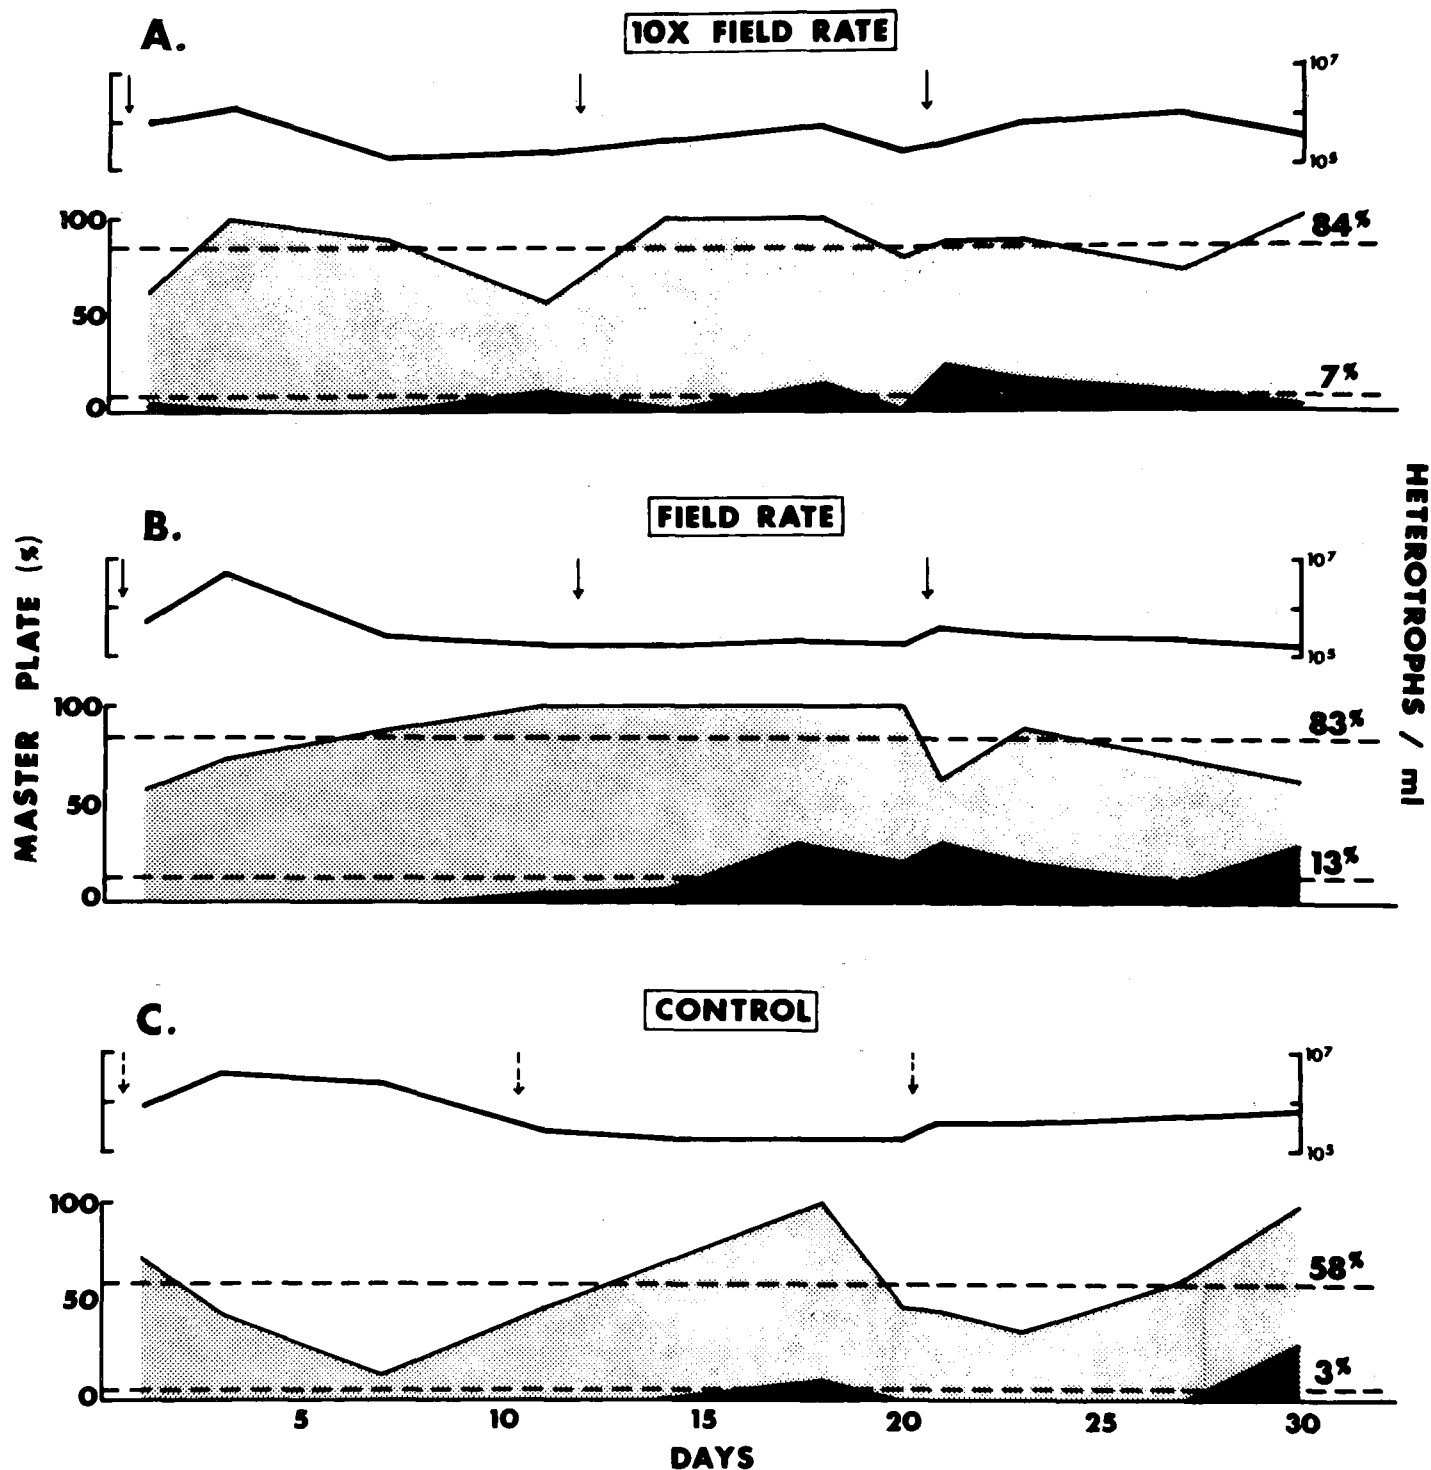 A.
10X FIELD RATE
10⁷
10⁵
100
50
0
84%
7%
B.
FIELD RATE
10⁷
10⁵
100
50
0
83%
13%
MASTER PLATE (%)
HETEROTROPHS / ml
C.
CONTROL
10⁷
10⁵
100
50
0
58%
3%
5 10 15 20 25 30
DAYS